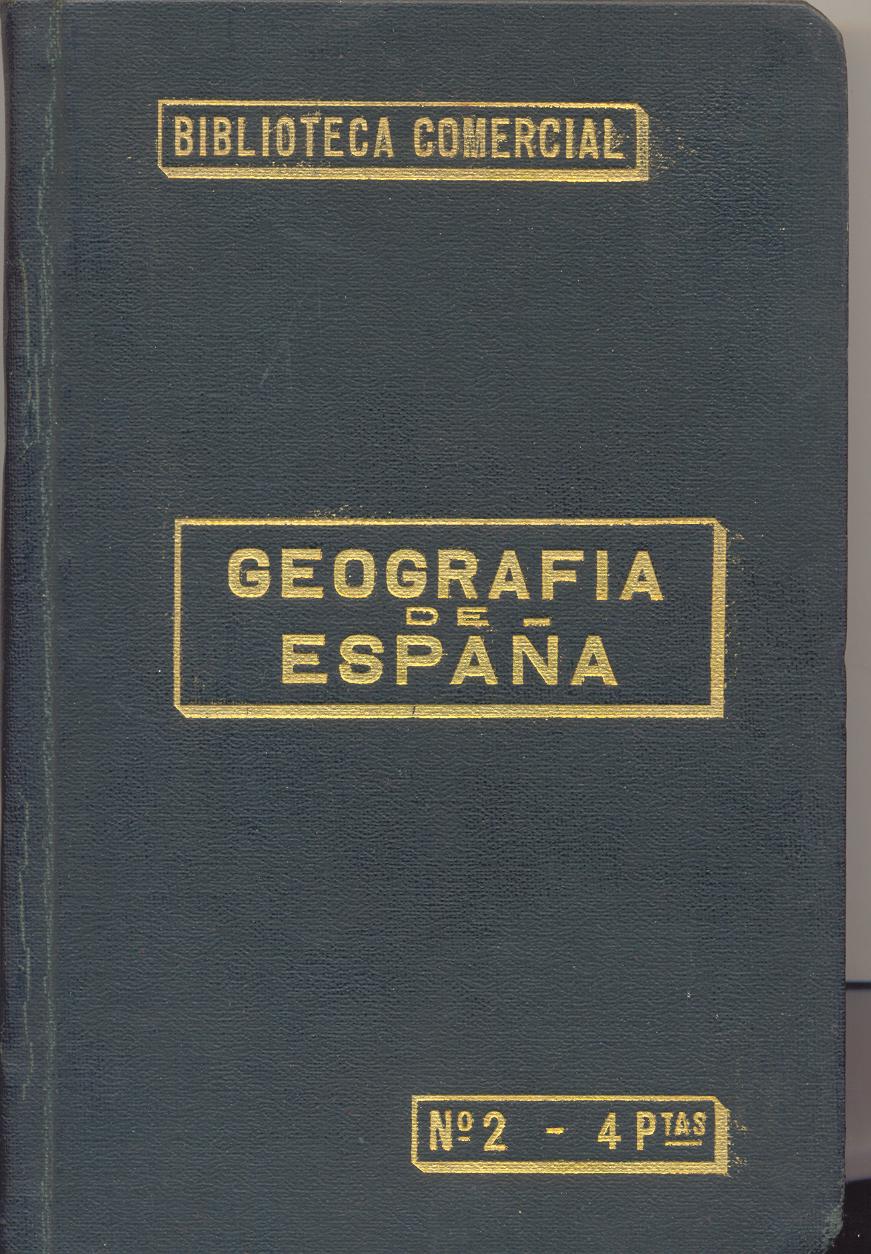 BIBLIOTECA COMERCIAL
GEOGRAFIA
DE
ESPAÑA
Nº 2 - 4 PTAS